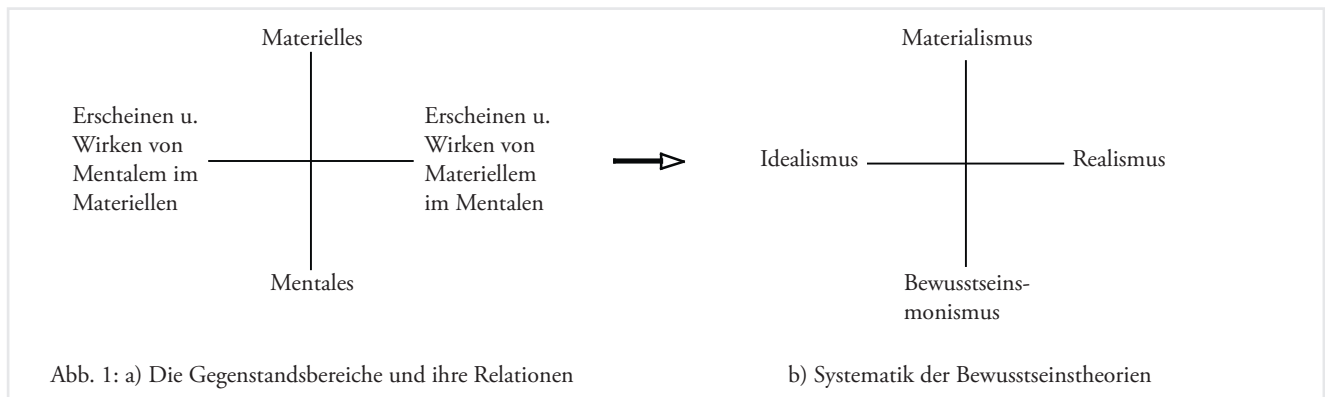 Materielles
Erscheinen u.
Wirken von
Mentalem im
Materiellen
Erscheinen u.
Wirken von
Materiellem
im Mentalen
Mentales
Materialismus
Idealismus
Realismus
Bewusstseins-
monismus
Abb. 1: a) Die Gegenstandsbereiche und ihre Relationen
b) Systematik der Bewusstseinstheorien